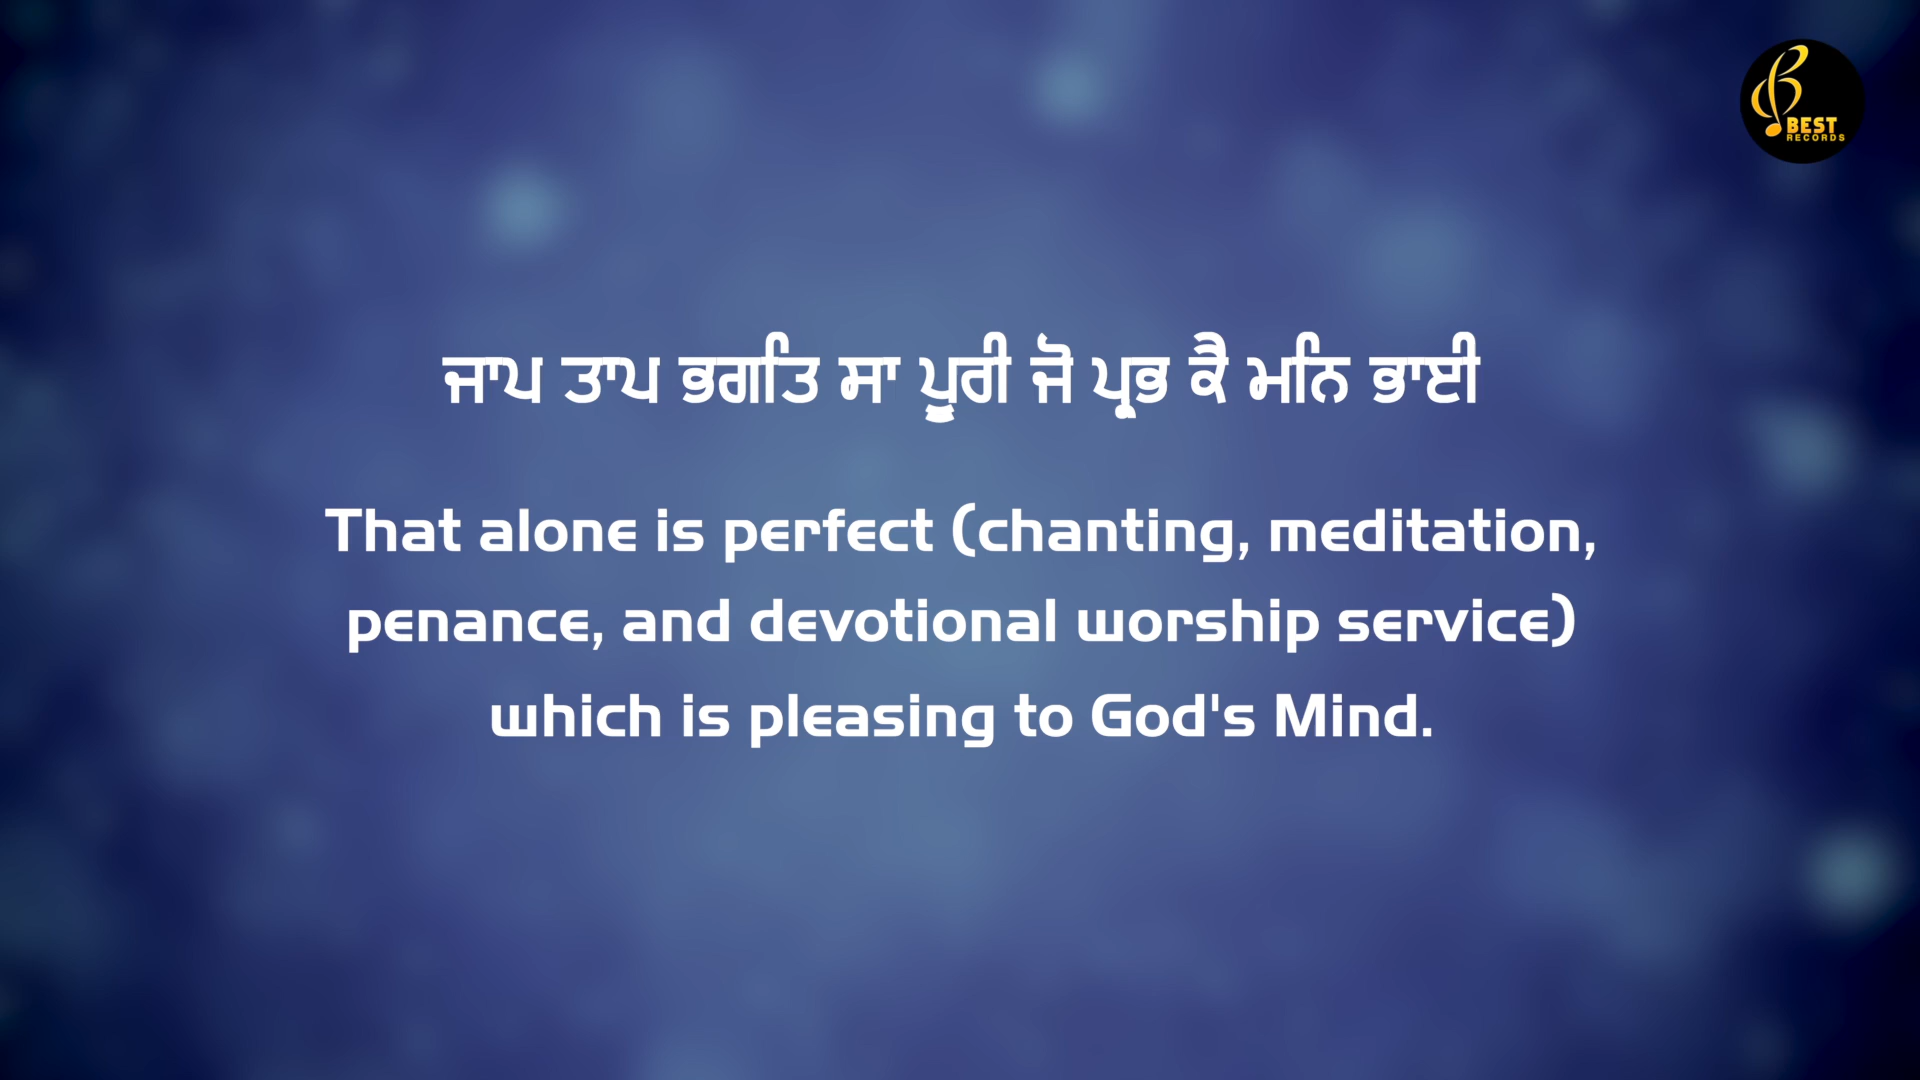 BEST
RECORDS
ਜਾਪ ਤਾਪ ਭਗਤਿ ਸਾ ਪੂਰੀ ਜੋ ਪ੍ਰਭ ਕੈ ਮਨਿ ਭਾਈ
That alone is perfect (chanting, meditation,
penance, and devotional worship service)
which is pleasing to God's Mind.